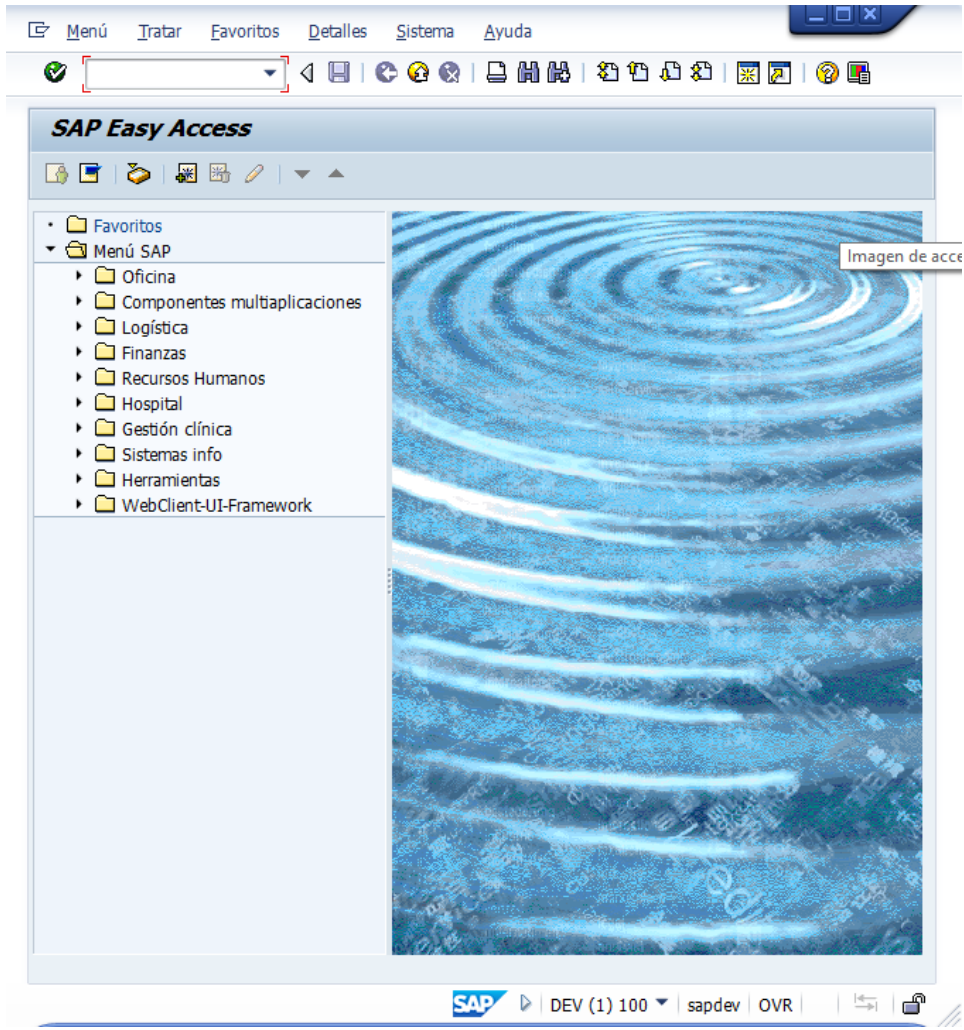 Menú Tratar Favoritos Detalles Sistema Ayuda
SAP Easy Access
Favoritos
Menú SAP
Oficina
Componentes multiaplicaciones
Logística
Finanzas
Recursos Humanos
Hospital
Gestión clínica
Sistemas info
Herramientas
WebClient-UI-Framework
Imagen de acce
SAP DEV (1) 100 sapdev OVR